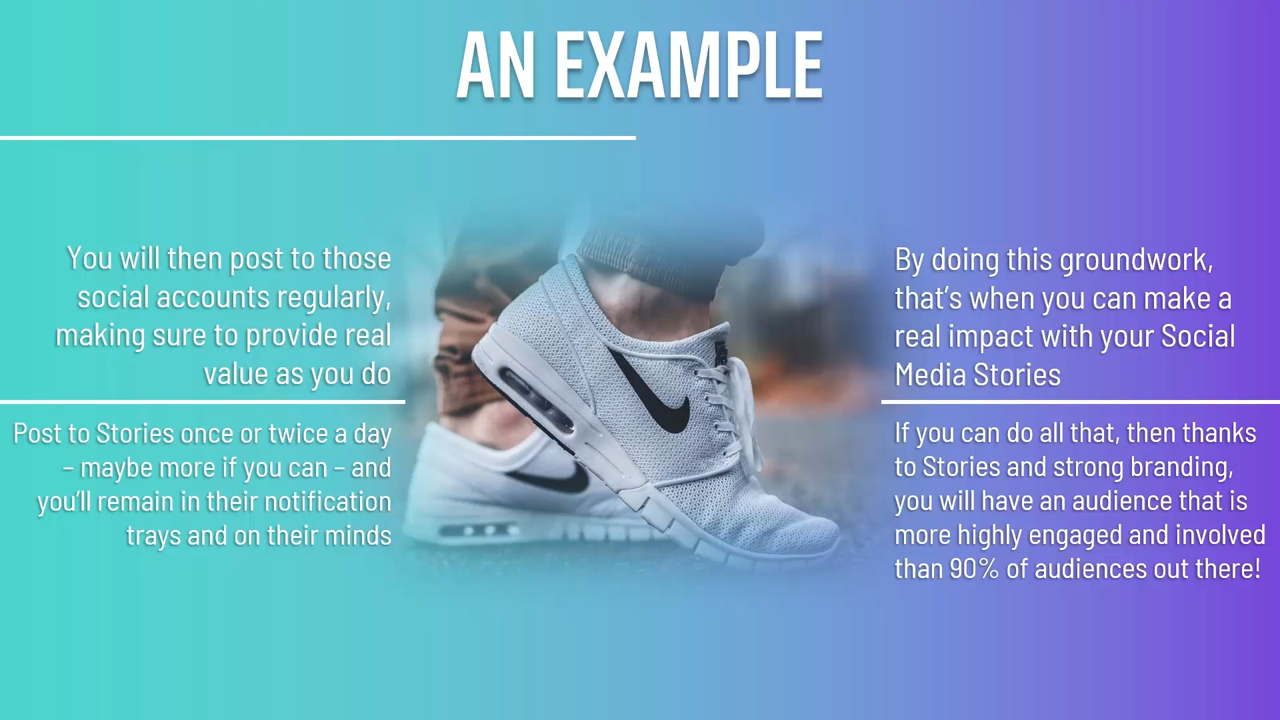 AN EXAMPLE
You will then post to those
social accounts regularly,
making sure to provide real
value as you do
Post to Stories once or twice a day
– maybe more if you can – and
you’ll remain in their notification
trays and on their minds
By doing this groundwork,
that’s when you can make a
real impact with your Social
Media Stories
If you can do all that, then thanks
to Stories and strong branding,
you will have an audience that is
more highly engaged and involved
than 90% of audiences out there!